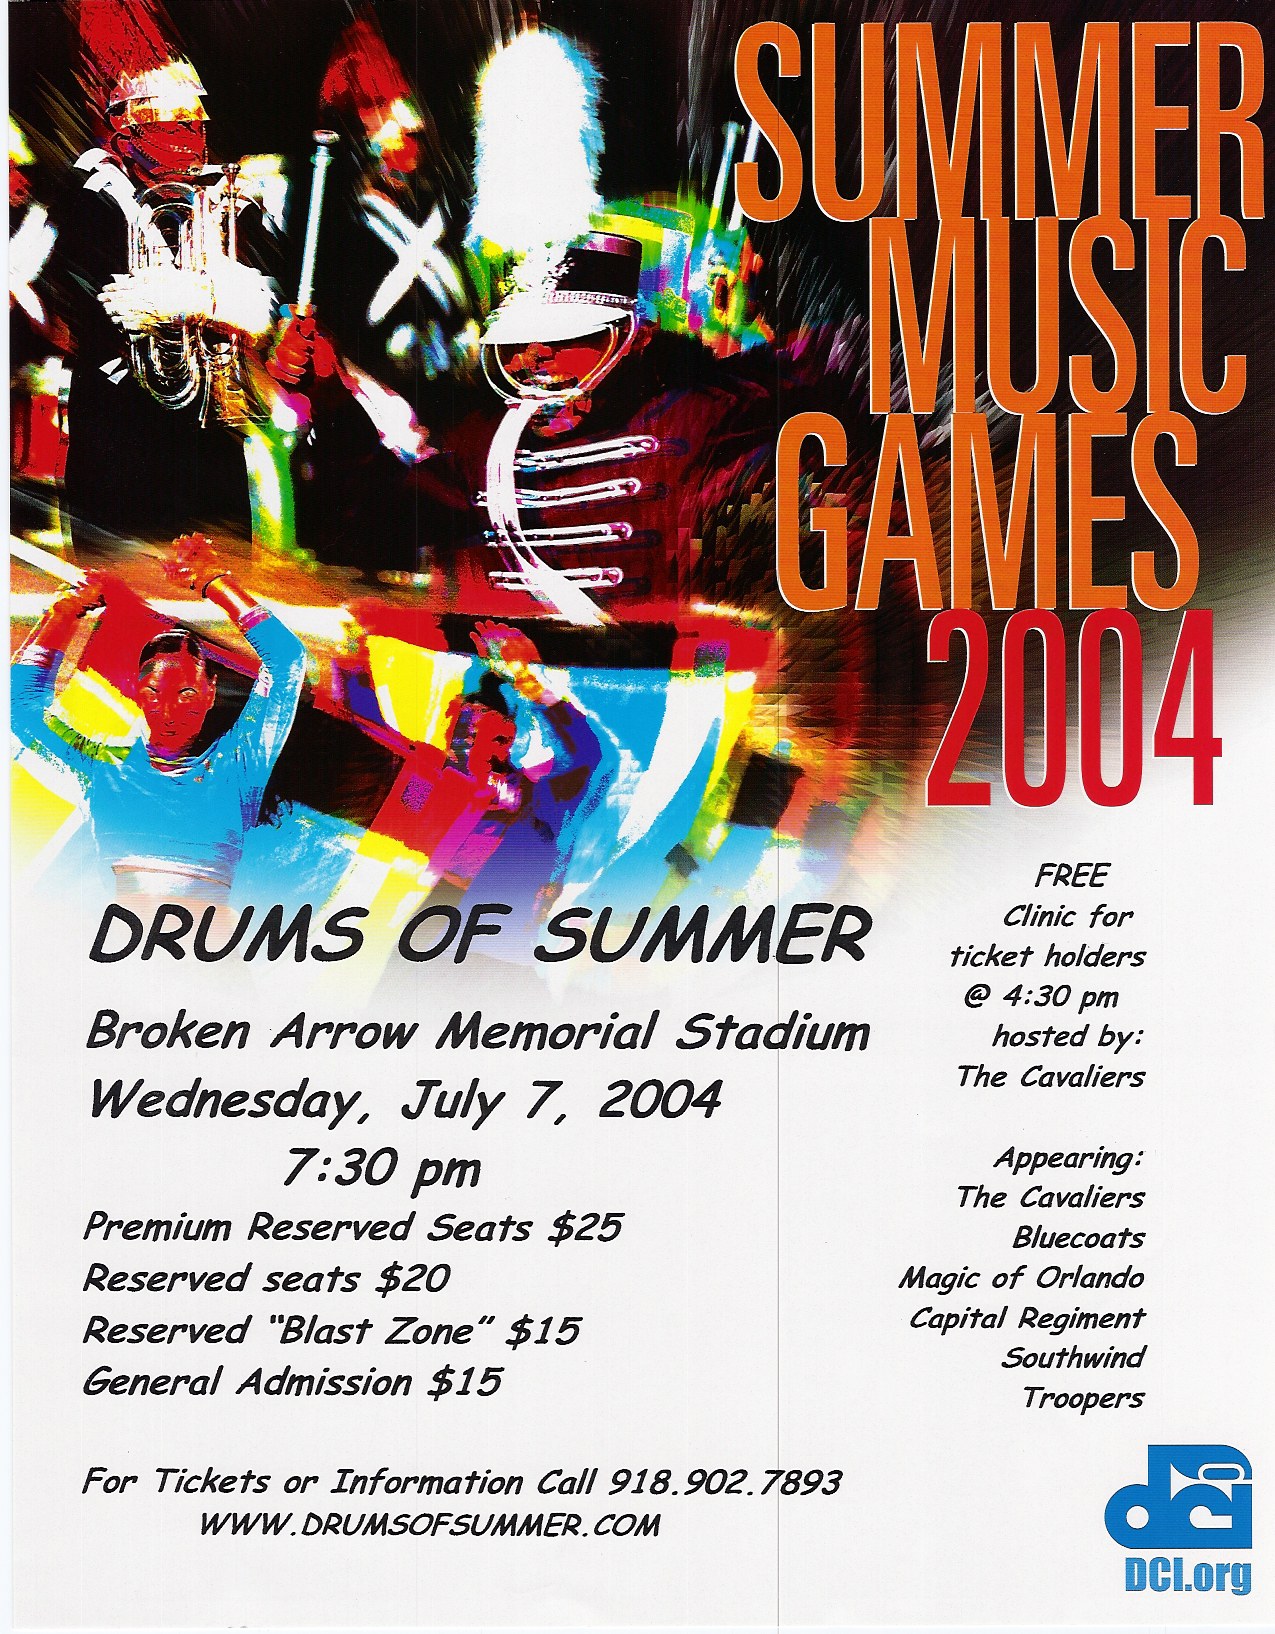 SUMMER
MUSIC
GAMES
2004
DRUMS OF SUMMER
Broken Arrow Memorial Stadium
Wednesday, July 7, 2004
7:30 pm
Premium Reserved Seats $25
Reserved seats $20
Reserved "Blast Zone" $15
General Admission $15
For Tickets or Information Call 918.902.7893
WWW.DRUMSOFSUMMER.COM
FREE
Clinic for
ticket holders
@ 4:30 pm
hosted by:
The Cavaliers
Appearing:
The Cavaliers
Bluecoats
Magic of Orlando
Capital Regiment
Southwind
Troopers
dci
DCI.org